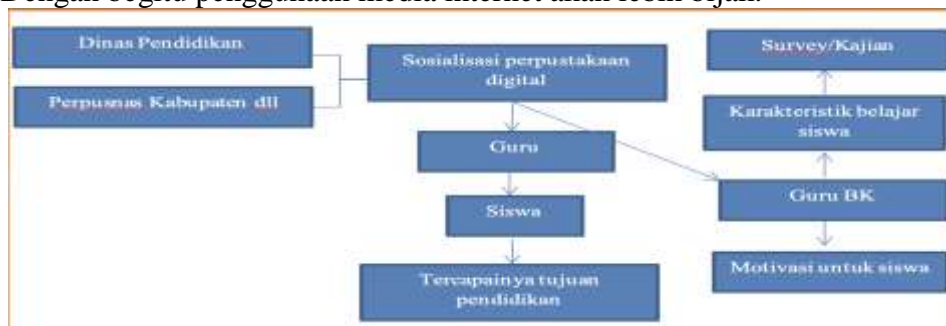 Dengan begitu penggunaan media internet akan lebih bijak.
Dinas Pendidikan
Perpusnas Kabupaten dll
Sosialisasi perpustakaan
digital
Guru
Siswa
Tercapainya tujuan
pendidikan
Survey/Kajian
Karakteristik belajar
siswa
Guru BK
Motivasi untuk siswa